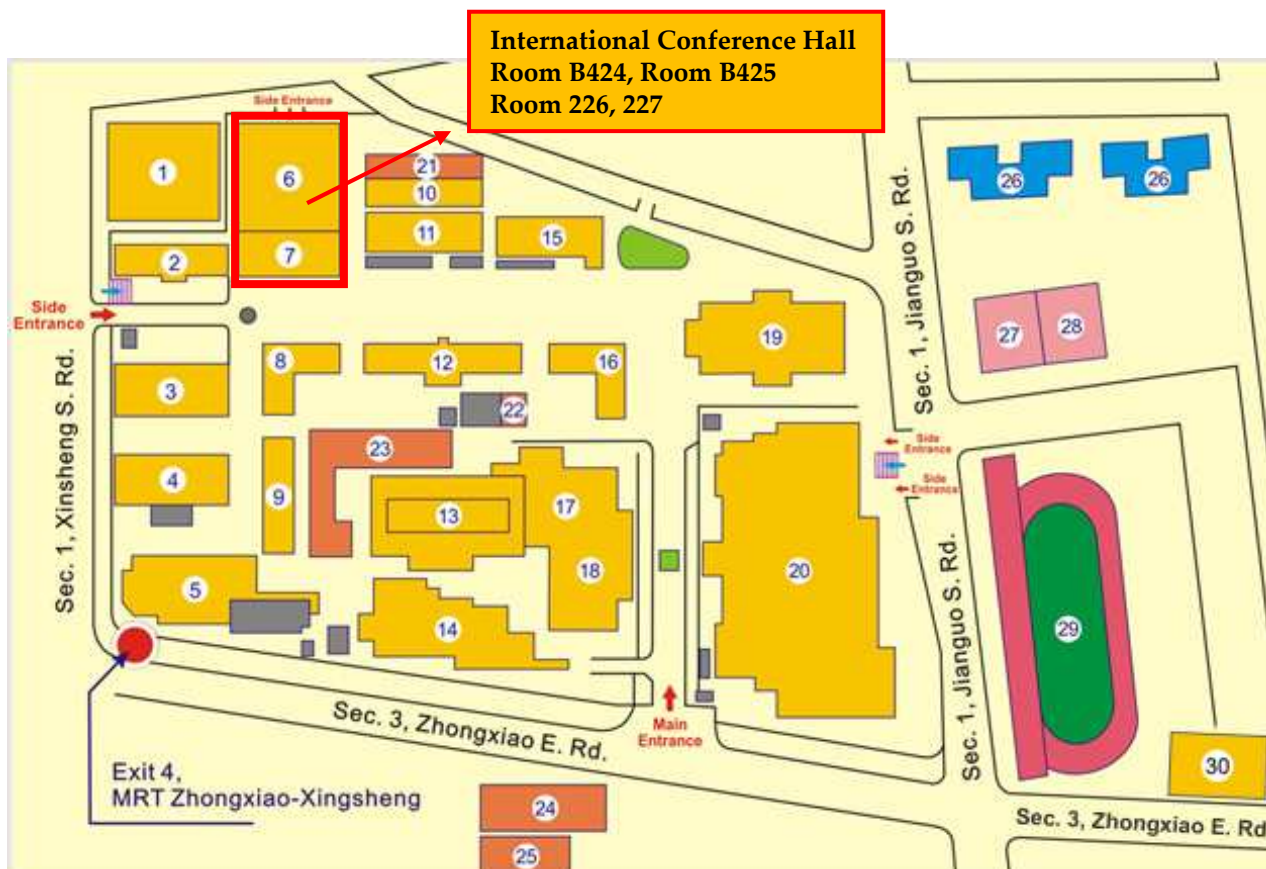 International Conference Hall
Room B424, Room B425
Room 226, 227
Side Entrance
1
6
21
10
11
15
7
2
26
26
Side
Entrance
Sec. 1, Jianguo S. Rd.
27
28
8
12
16
19
3
22
23
Side
Entrance
Side
Entrance
4
9
13
17
Sec. 1, Xinsheng S. Rd.
5
18
20
14
29
Sec. 1, Jianguo S. Rd.
Sec. 3, Zhongxiao E. Rd.
Main
Entrance
Exit 4,
MRT Zhongxiao-Xingsheng
30
24
25
Sec. 3, Zhongxiao E. Rd